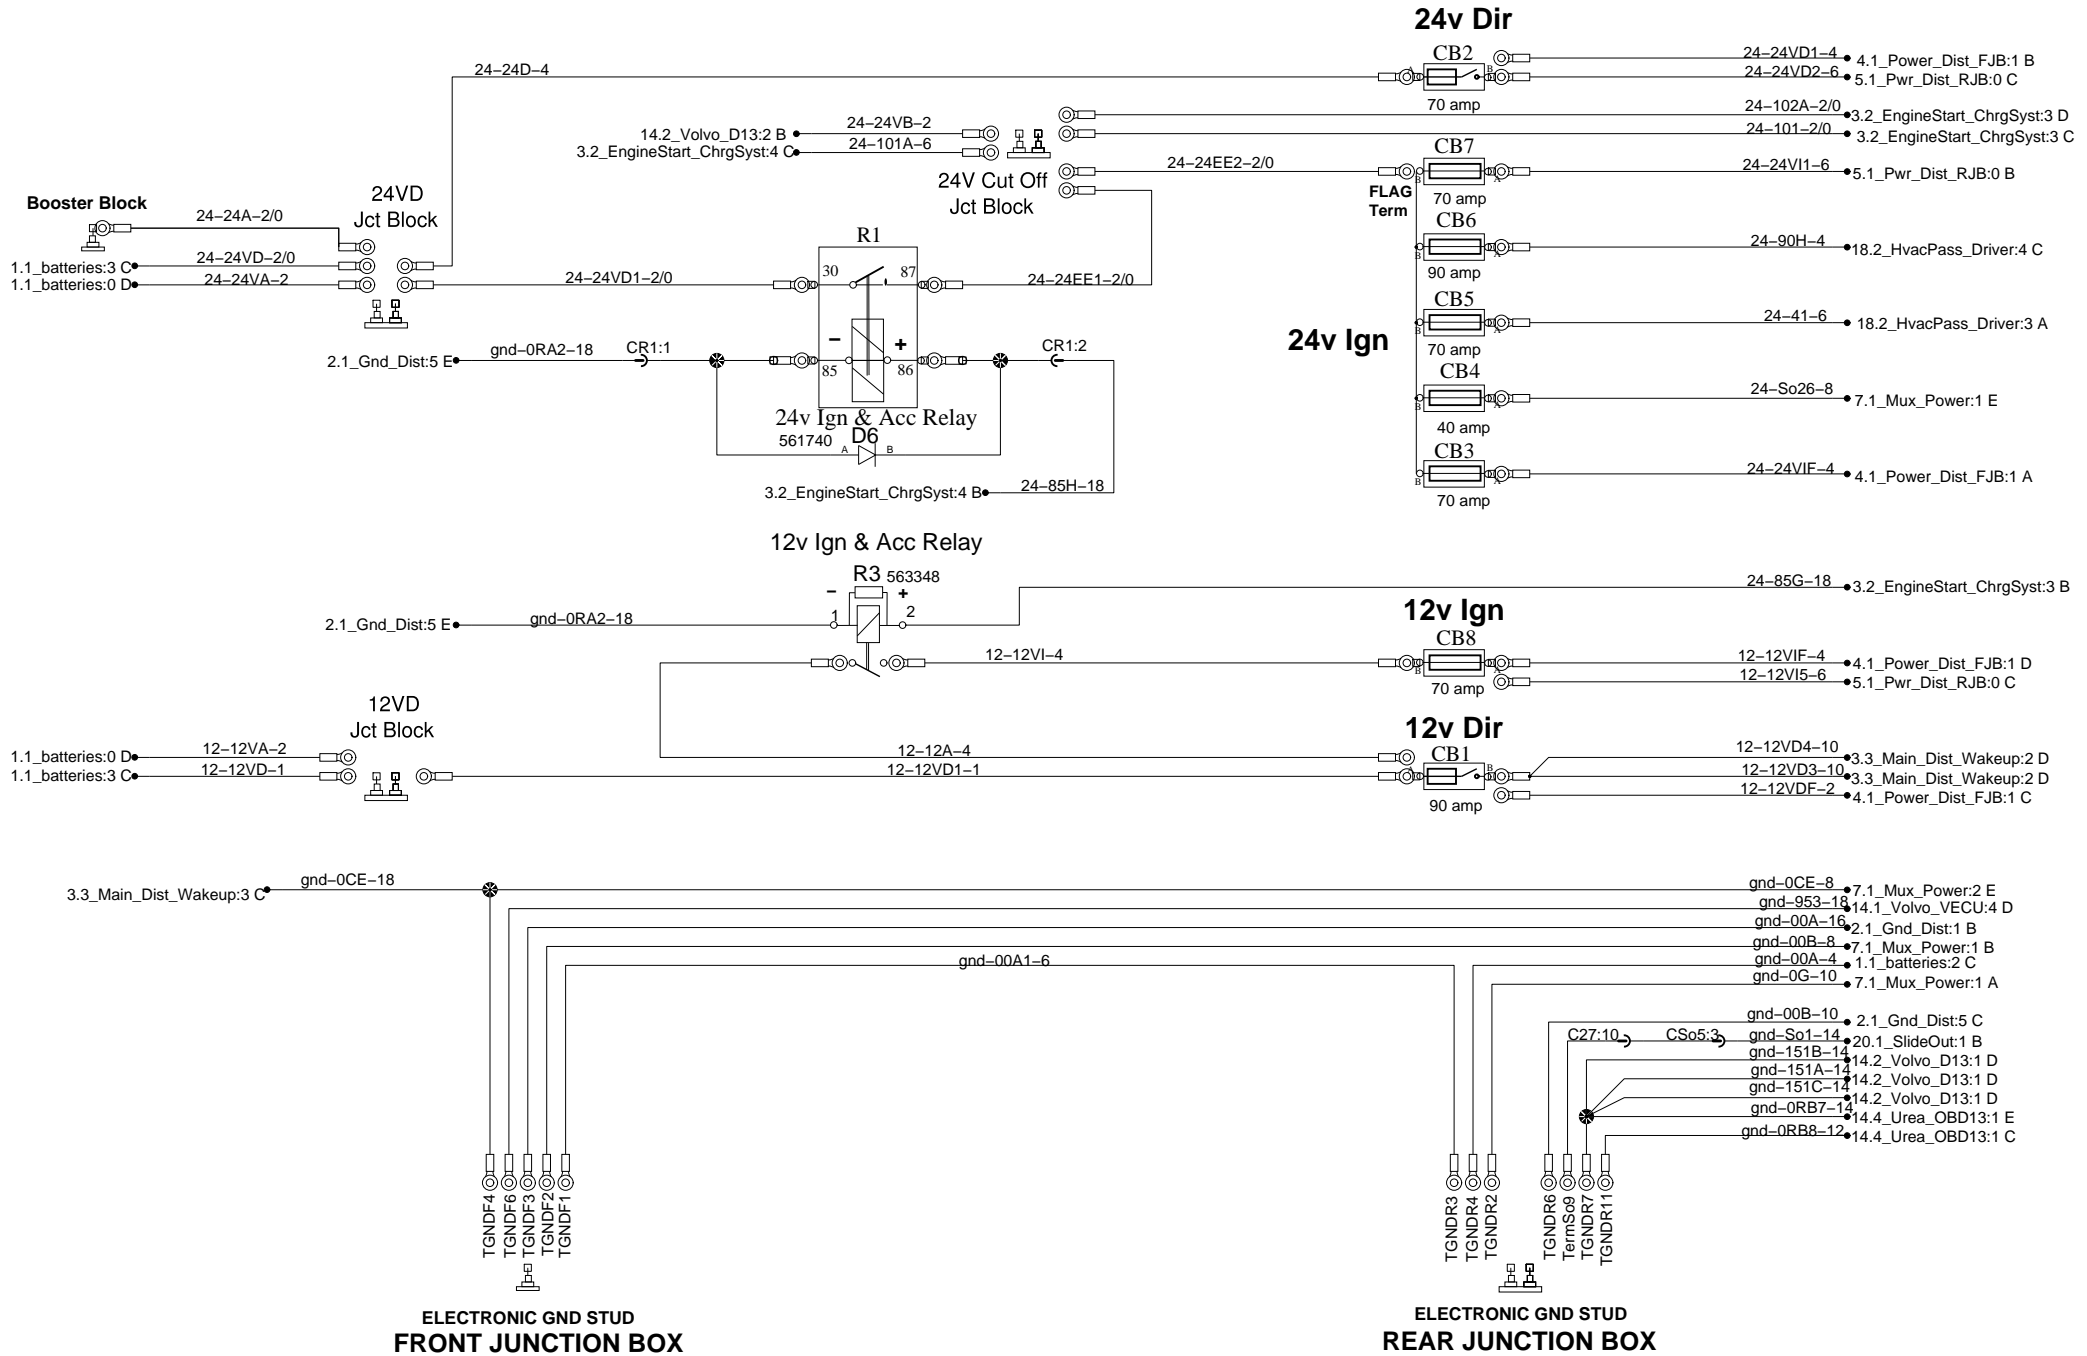 24v Dir
24–24D–4
CB2
A
B
70 amp
24–24VD1–4
4.1_Power_Dist_FJB:1 B
24–24VD2–6
5.1_Pwr_Dist_RJB:0 C
24–102A–2/0
3.2_EngineStart_ChrgSyst:3 D
24–101–2/0
3.2_EngineStart_ChrgSyst:3 C
14.2_Volvo_D13:2 B
24–24VB–2
3.2_EngineStart_ChrgSyst:4 C
24–101A–6
24V Cut Off
Jct Block
24–24EE2–2/0
FLAG
Term
CB7
B
A
70 amp
24–24VI1–6
5.1_Pwr_Dist_RJB:0 B
CB6
B
A
90 amp
24–90H–4
18.2_HvacPass_Driver:4 C
24v Ign
CB5
B
A
70 amp
24–41–6
18.2_HvacPass_Driver:3 A
CB4
B
A
40 amp
24–So26–8
7.1_Mux_Power:1 E
CB3
B
A
70 amp
24–24VIF–4
4.1_Power_Dist_FJB:1 A
Booster Block
24–24A–2/0
24VD
Jct Block
1.1_batteries:3 C
24–24VD–2/0
1.1_batteries:0 D
24–24VA–2
24–24VD1–2/0
R1
30
87
24–24EE1–2/0
2.1_Gnd_Dist:5 E
gnd–0RA2–18
CR1:1
–
+
85
86
CR1:2
24v Ign & Acc Relay
561740
D6
A
B
3.2_EngineStart_ChrgSyst:4 B
24–85H–18
12v Ign & Acc Relay
R3
563348
–
+
1
2
2.1_Gnd_Dist:5 E
gnd–0RA2–18
24–85G–18
3.2_EngineStart_ChrgSyst:3 B
12v Ign
CB8
B
A
70 amp
12–12VI–4
12–12VIF–4
4.1_Power_Dist_FJB:1 D
12–12VI5–6
5.1_Pwr_Dist_RJB:0 C
12VD
Jct Block
12v Dir
1.1_batteries:0 D
12–12VA–2
1.1_batteries:3 C
12–12VD–1
12–12A–4
12–12VD1–1
CB1
A
B
90 amp
12–12VD4–10
3.3_Main_Dist_Wakeup:2 D
12–12VD3–10
3.3_Main_Dist_Wakeup:2 D
12–12VDF–2
4.1_Power_Dist_FJB:1 C
3.3_Main_Dist_Wakeup:3 C
gnd–0CE–18
gnd–0CE–8
7.1_Mux_Power:2 E
gnd–953–18
14.1_Volvo_VECU:4 D
gnd–00A–16
2.1_Gnd_Dist:1 B
gnd–00B–8
7.1_Mux_Power:1 B
gnd–00A1–6
gnd–00A–4
1.1_batteries:2 C
gnd–0G–10
7.1_Mux_Power:1 A
gnd–00B–10
2.1_Gnd_Dist:5 C
C27:10
CSo5:3
gnd–So1–14
20.1_SlideOut:1 B
gnd–151B–14
14.2_Volvo_D13:1 D
gnd–151A–14
14.2_Volvo_D13:1 D
gnd–151C–14
14.2_Volvo_D13:1 D
gnd–0RB7–14
14.4_Urea_OBD13:1 E
gnd–0RB8–12
14.4_Urea_OBD13:1 C
TGNDF4
TGNDF6
TGNDF3
TGNDF2
TGNDF1
TGNDR3
TGNDR4
TGNDR2
TGNDR6
TermSo9
TGNDR7
TGNDR11
ELECTRONIC GND STUD
FRONT JUNCTION BOX
ELECTRONIC GND STUD
REAR JUNCTION BOX